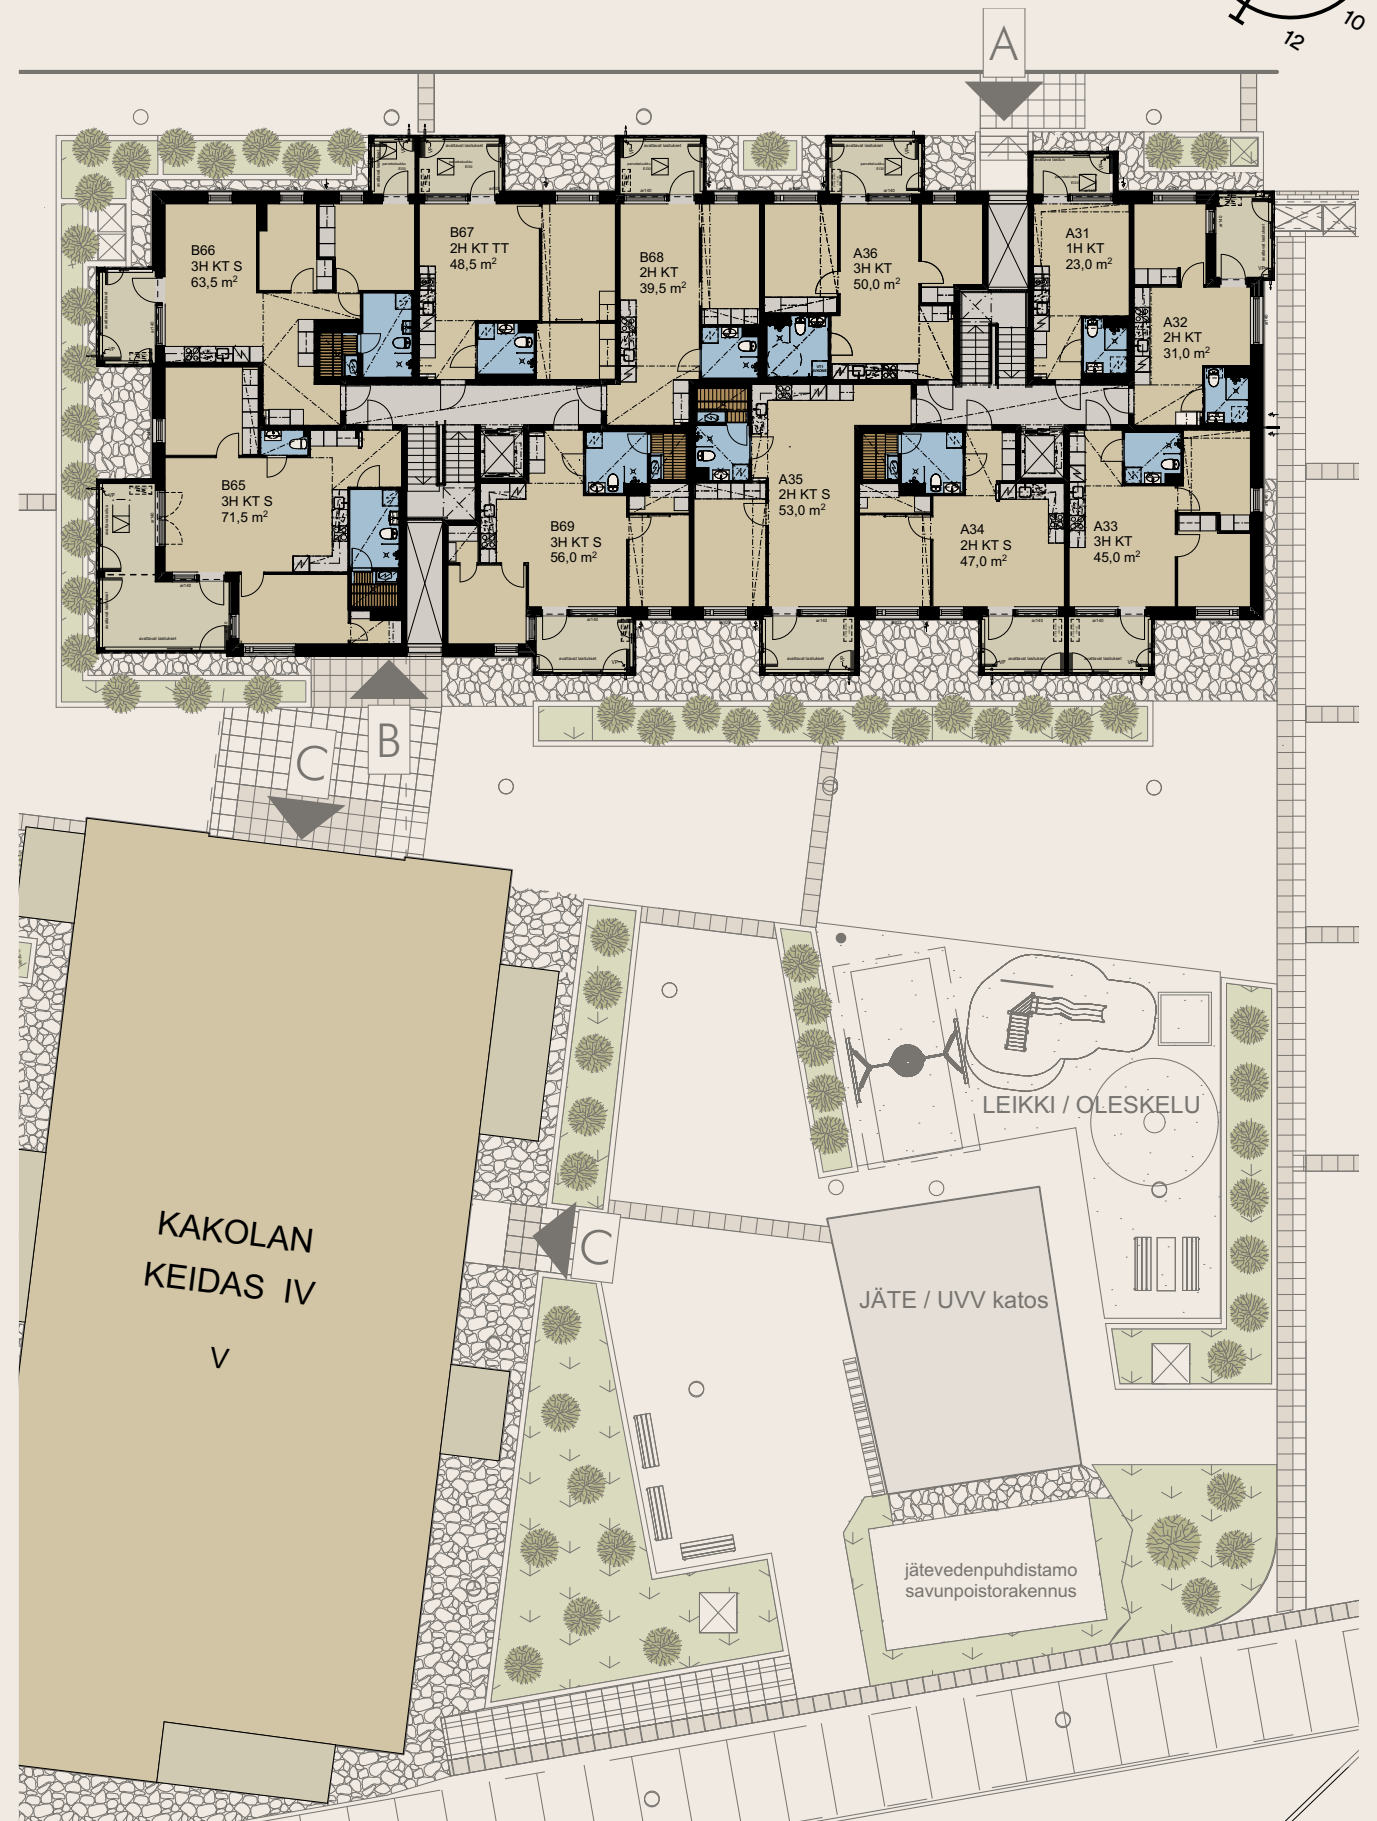 10
12
A
B66
3H KT S
63,5 m²
B67
2H KT TT
48,5 m²
B68
2H KT
39,5 m²
A36
3H KT
50,0 m²
A31
1H KT
23,0 m²
A32
2H KT
31,0 m²
B65
3H KT S
71,5 m²
B69
3H KT S
56,0 m²
A35
2H KT S
53,0 m²
A34
2H KT S
47,0 m²
A33
3H KT
45,0 m²
B
C
LEIKKI / OLESKELU
KAKOLAN
KEIDAS IV
V
C
JÄTE / UVV katos
jätevedenpuhdistamo
savunpoistorakennus